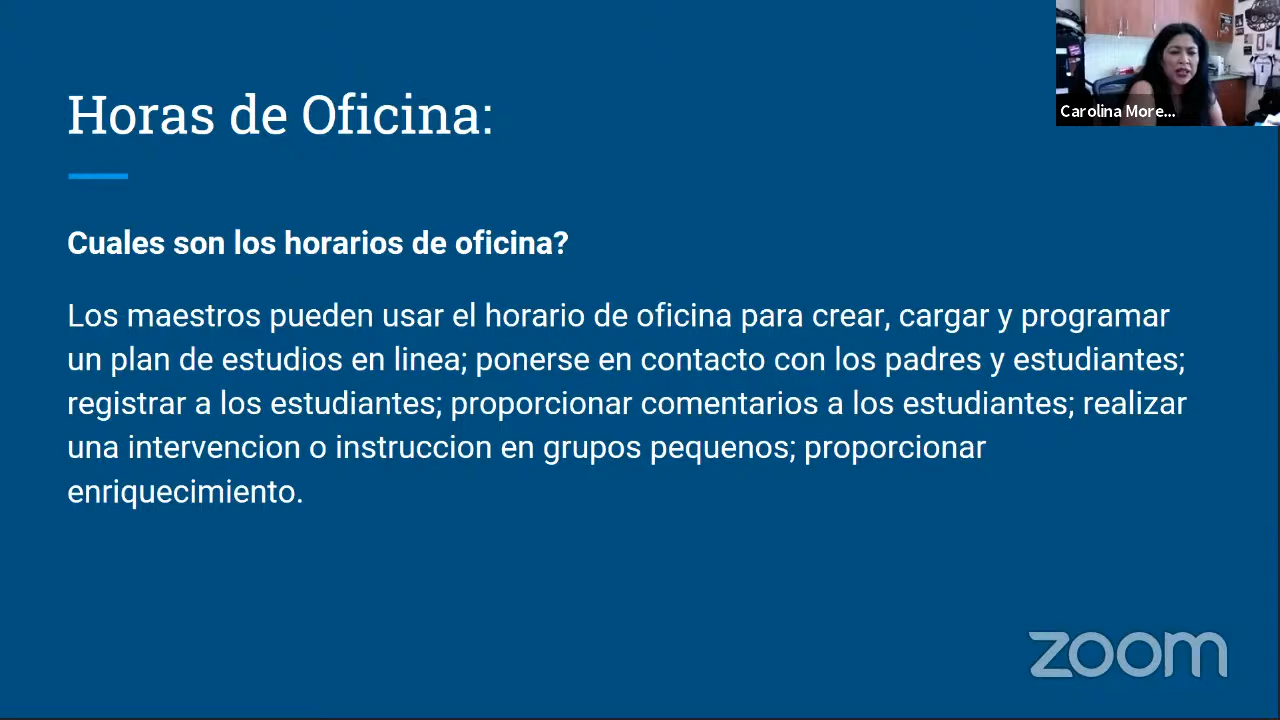 Horas de Oficina:
Carolina More...
Cuales son los horarios de oficina?
Los maestros pueden usar el horario de oficina para crear, cargar y programar
un plan de estudios en linea; ponerse en contacto con los padres y estudiantes;
registrar a los estudiantes; proporcionar comentarios a los estudiantes; realizar
una intervencion o instruccion en grupos pequenos; proporcionar
enriquecimiento.
zoom